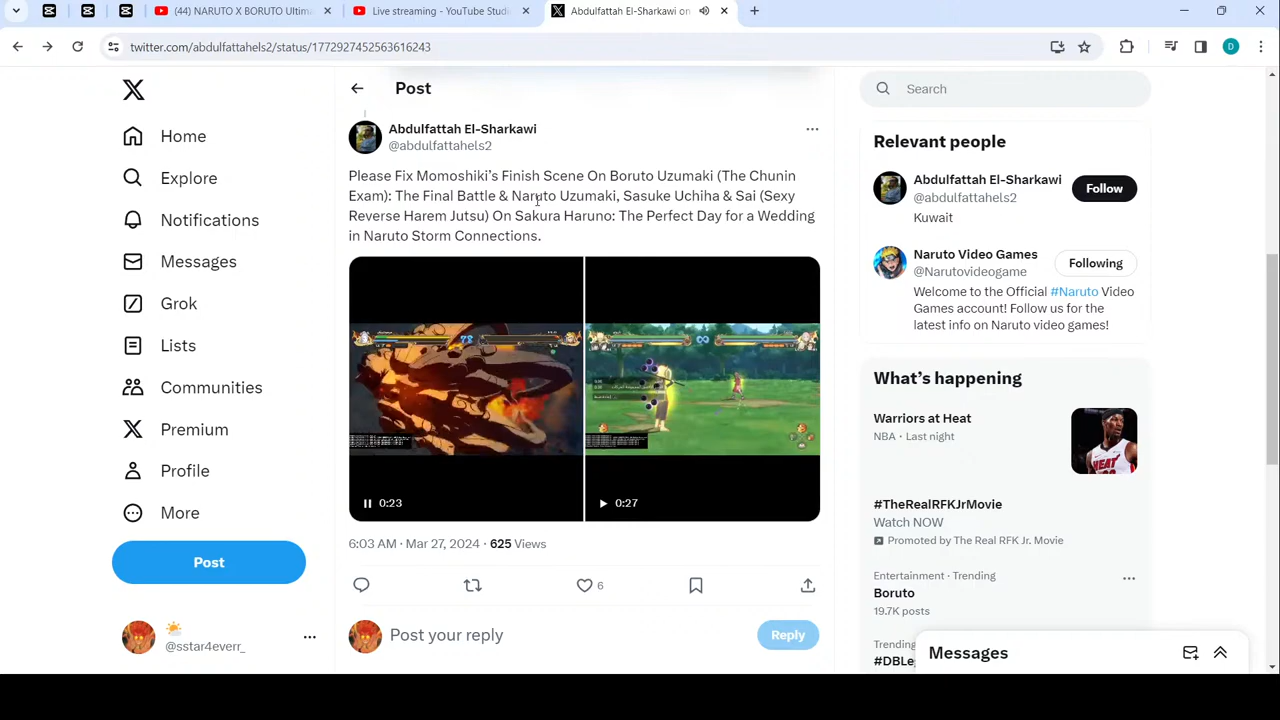 (44) NARUTO X BORUTO Ultim
Live streaming - YouTube Stud
Abdulfattah El-Sharkawi on
twitter.com/abdulfattahels2/status/1772927452563616243
D
Home
Explore
Notifications
Messages
Grok
Lists
Communities
Premium
Profile
More
Post
@sstar4everr_
Post
Abdulfattah El-Sharkawi
@abdulfattahels2
Please Fix Momoshiki's Finish Scene On Boruto Uzumaki (The Chunin
Exam): The Final Battle & Naruto Uzumaki, Sasuke Uchiha & Sai (Sexy
Reverse Harem Jutsu) On Sakura Haruno: The Perfect Day for a Wedding
in Naruto Storm Connections.
78
0:23
0:27
6:03 AM · Mar 27, 2024 · 625 Views
6
Post your reply
Reply
Search
Relevant people
Abdulfattah El-Sharkawi
@abdulfattahels2
Follow
Kuwait
Naruto Video Games
@Narutovideogame
Following
Welcome to the Official #Naruto Video
Games account! Follow us for the
latest info on Naruto video games!
What's happening
Warriors at Heat
NBA · Last night
HEAT
#TheRealRFKJrMovie
Watch NOW
Promoted by The Real RFK Jr. Movie
Entertainment · Trending
Boruto
19.7K posts
Trending
#DBLe
Messages